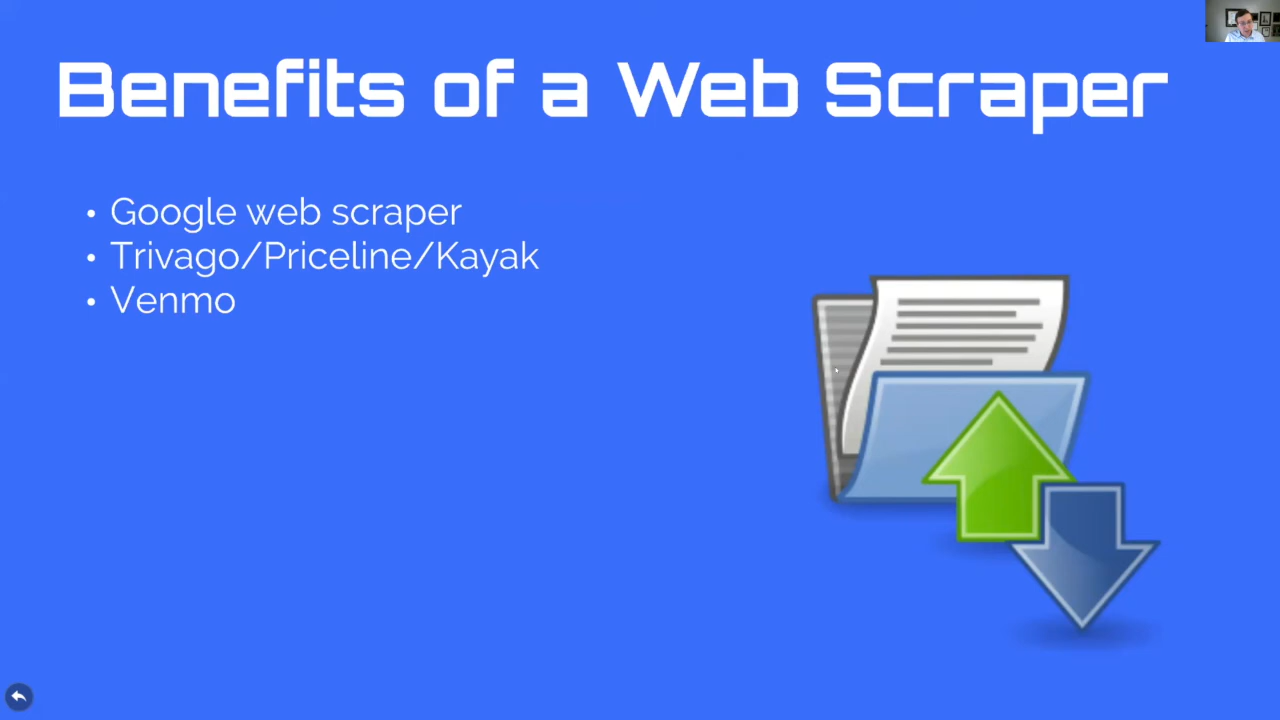 Benefits of a Web Scraper
• Google web scraper
• Trivago/Priceline/Kayak
• Venmo